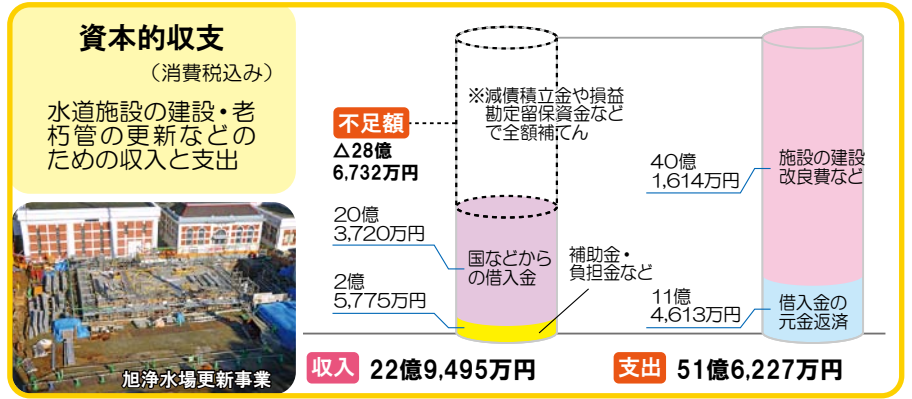 資本的収支
（消費税込み）
水道施設の建設・老
朽管の更新などの
ための収入と支出
旭浄水場更新事業
不足額
△28億
6,732万円
※減債積立金や損益
勘定留保資金など
で全額補てん
20億
3,720万円
国などから
の借入金
2億
5,775万円
補助金・
負担金など
収入 22億9,495万円
40億
1,614万円
施設の建設
改良費など
11億
4,613万円
借入金の
元金返済
支出 51億6,227万円